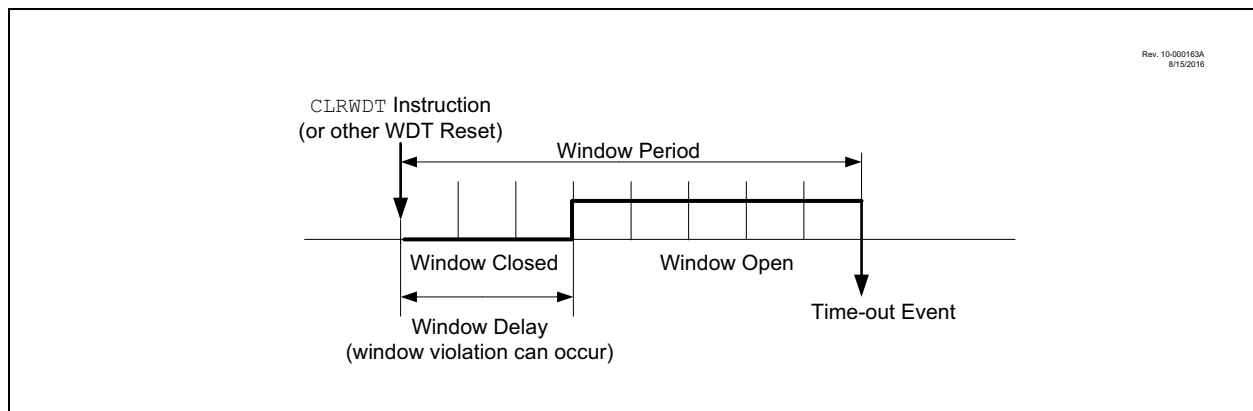 Rev. 10-000163A
8/15/2016
CLRWDT Instruction
(or other WDT Reset)
Window Period
Window Closed
Window Open
Window Delay
(window violation can occur)
Time-out Event